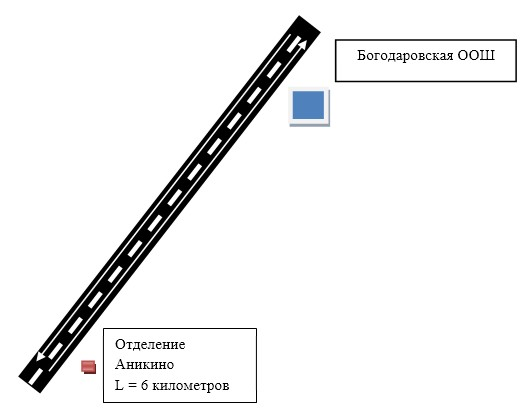 Богодаровская ООШ
Отделение
Аникино
L = 6 километров